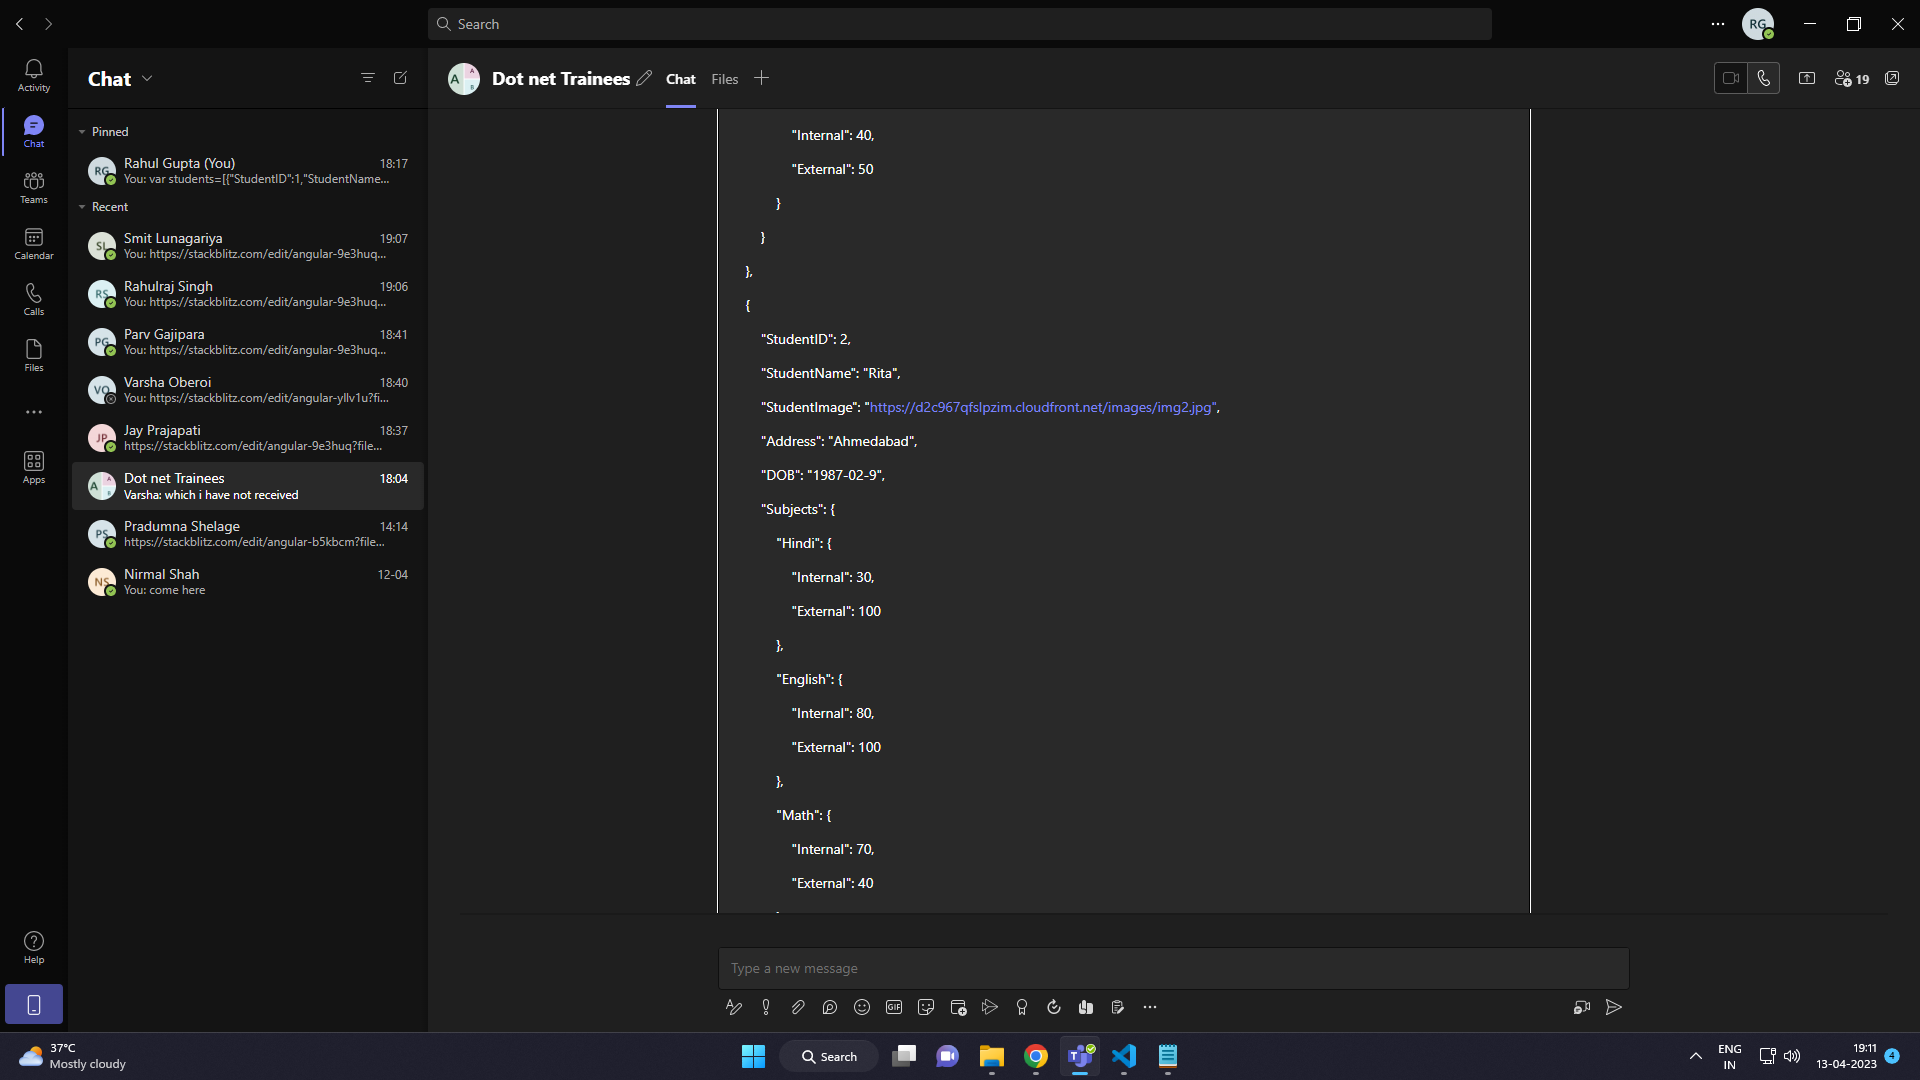 Search
RG
Activity
Chat
Teams
Calendar
Calls
Files
Apps
Help
Chat
Pinned
RG
Rahul Gupta (You)
18:17
You: var students=[{"StudentID":1,"StudentName...
Recent
SL
Smit Lunagariya
19:07
You: https://stackblitz.com/edit/angular-9e3huq...
RS
Rahulraj Singh
19:06
You: https://stackblitz.com/edit/angular-9e3huq...
PG
Parv Gajipara
18:41
You: https://stackblitz.com/edit/angular-9e3huq...
VO
Varsha Oberoi
18:40
You: https://stackblitz.com/edit/angular-yllv1u?fi...
JP
Jay Prajapati
18:37
https://stackblitz.com/edit/angular-9e3huq?file...
A
A
B
Dot net Trainees
18:04
Varsha: which i have not received
PS
Pradumna Shelage
14:14
https://stackblitz.com/edit/angular-b5kbcm?file...
NS
Nirmal Shah
12-04
You: come here
A
A
B
Dot net Trainees
Chat
Files
19
"Internal": 40,
"External": 50
}
}
},
{
"StudentID": 2,
"StudentName": "Rita",
"StudentImage": "https://d2c967qfslpzim.cloudfront.net/images/img2.jpg",
"Address": "Ahmedabad",
"DOB": "1987-02-9",
"Subjects": {
"Hindi": {
"Internal": 30,
"External": 100
},
"English": {
"Internal": 80,
"External": 100
},
"Math": {
"Internal": 70,
"External": 40
Type a new message
GIF
37°C
Mostly cloudy
Search
ENG
IN
19:11
13-04-2023
4